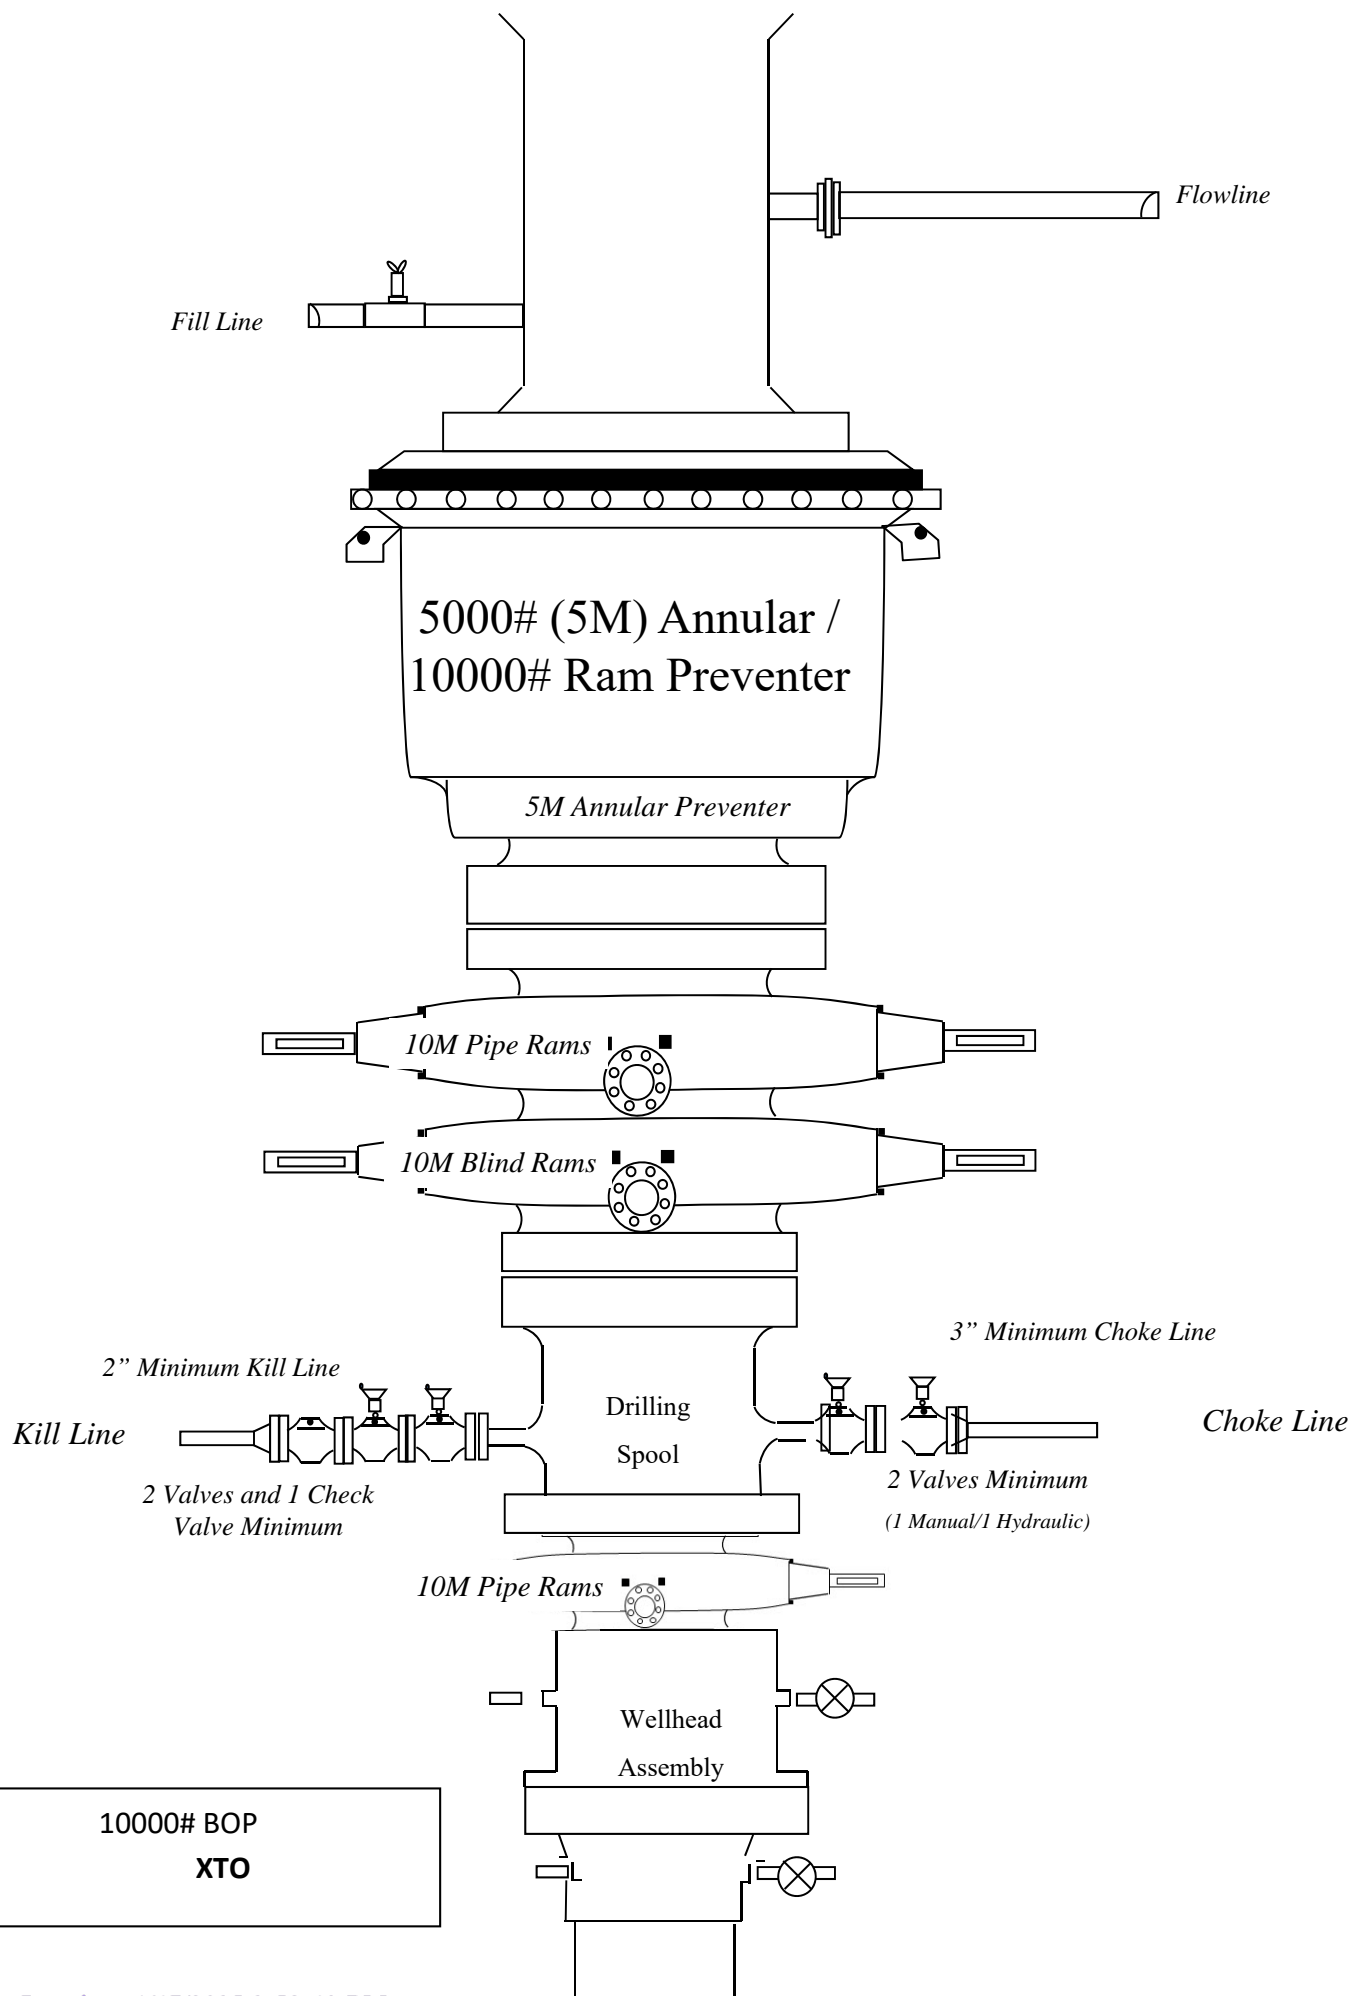 Flowline
Fill Line
5000# (5M) Annular /
10000# Ram Preventer
5M Annular Preventer
10M Pipe Rams
10M Blind Rams
3” Minimum Choke Line
2” Minimum Kill Line
Drilling
Spool
Kill Line
Choke Line
2 Valves and 1 Check
Valve Minimum
2 Valves Minimum
(1 Manual/1 Hydraulic)
10M Pipe Rams
Wellhead
Assembly
10000# BOP
XTO